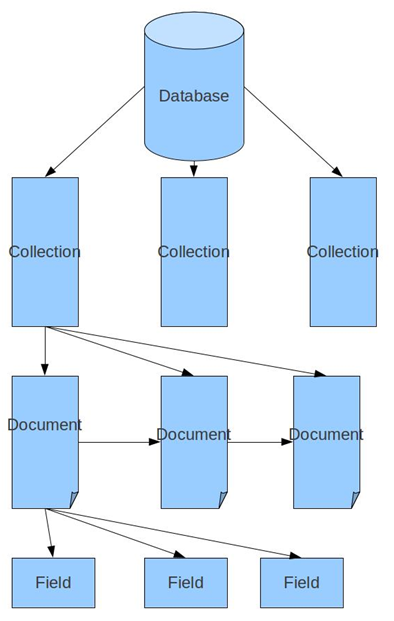 Database
Collection
Collection
Collection
Document
Document
Document
Field
Field
Field